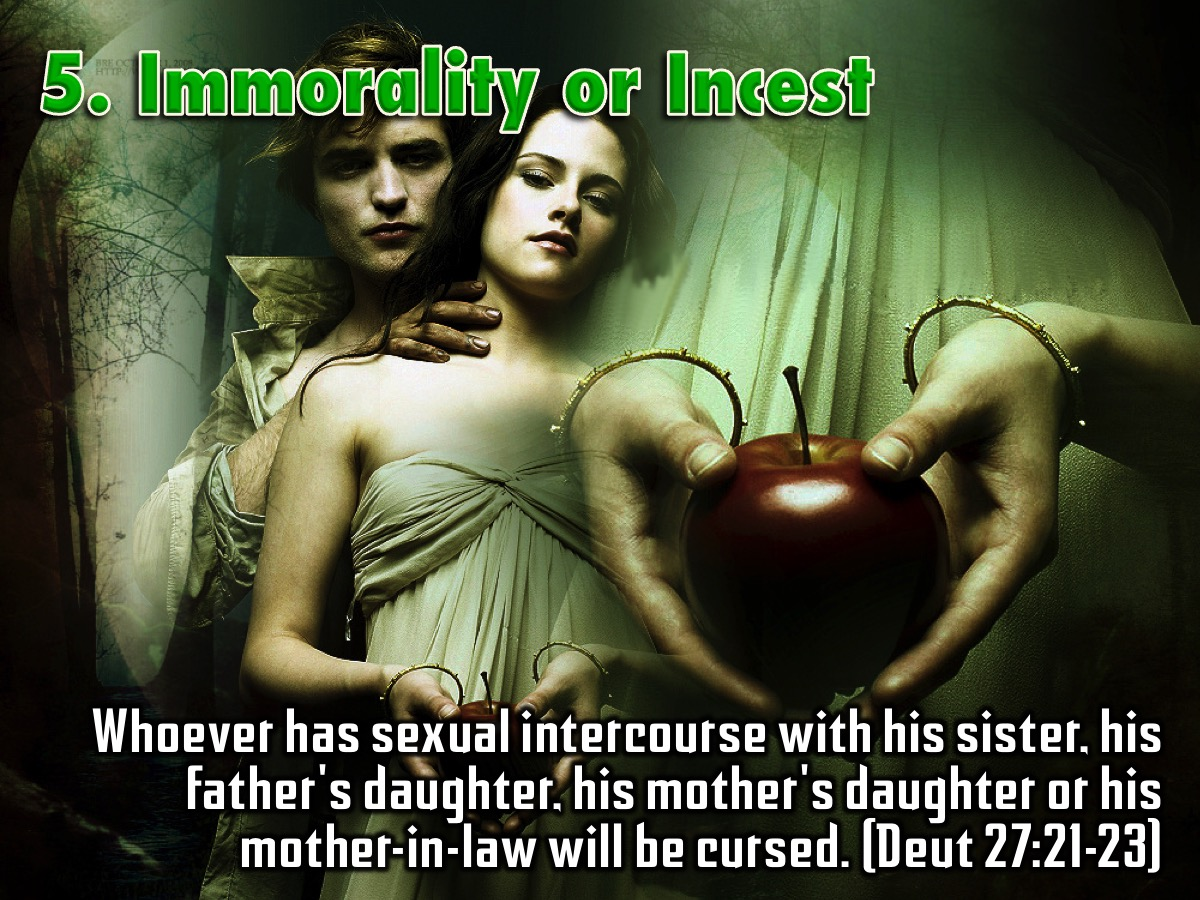 5. Immorality or Incest
Whoever has sexual intercourse with his sister, his
father's daughter, his mother's daughter or his
mother-in-law will be cursed. (Deut 27:21-23)